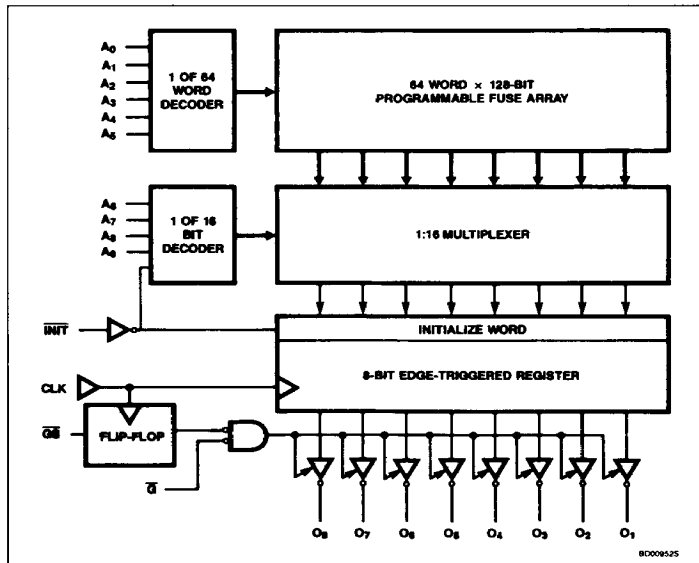 A0
A1
A2
A3
A4
A5
1 OF 64
WORD
DECODER
64 WORD × 128-BIT
PROGRAMMABLE FUSE ARRAY
A6
A7
A8
A9
1 OF 16
BIT
DECODER
1:16 MULTIPLEXER
INIT
INITIALIZE WORD
CLK
8-BIT EDGE-TRIGGERED REGISTER
GS
FLIP-FLOP
G
O8
O7
O6
O5
O4
O3
O2
O1
BD009525